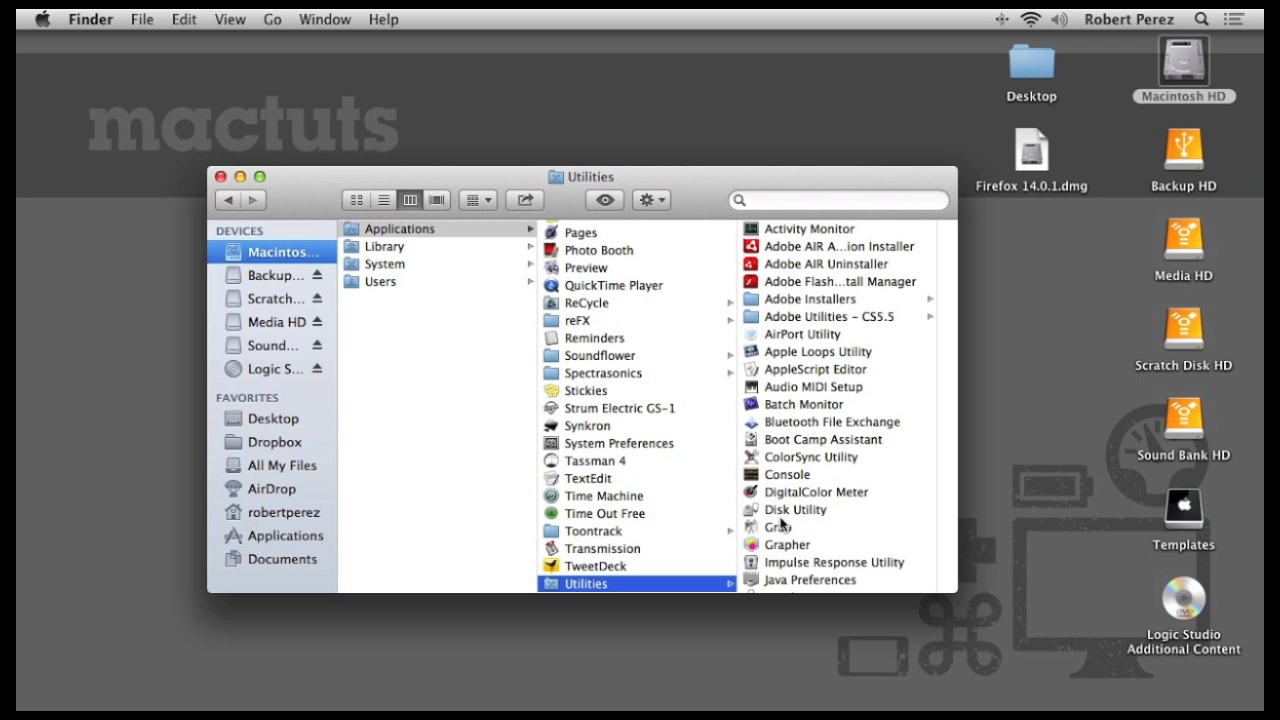 Finder File Edit View Go Window Help Robert Perez
mactuts
Desktop
Macintosh HD
Firefox 14.0.1.dmg
Backup HD
Media HD
Scratch Disk HD
Sound Bank HD
Templates
Logic Studio
Additional Content
Utilities
DEVICES
Macintos...
Backup...
Scratch...
Media HD
Sound...
Logic S...
FAVORITES
Desktop
Dropbox
All My Files
AirDrop
robertperez
Applications
Documents
Applications
Library
System
Users
Pages
Photo Booth
Preview
QuickTime Player
ReCycle
reFX
Reminders
Soundflower
Spectrasonics
Stickies
Strum Electric GS-1
Synkron
System Preferences
Tassman 4
TextEdit
Time Machine
Time Out Free
Toontrack
Transmission
TweetDeck
Utilities
Activity Monitor
Adobe AIR A...ion Installer
Adobe AIR Uninstaller
Adobe Flash...tall Manager
Adobe Installers
Adobe Utilities - CS5.5
AirPort Utility
Apple Loops Utility
AppleScript Editor
Audio MIDI Setup
Batch Monitor
Bluetooth File Exchange
Boot Camp Assistant
ColorSync Utility
Console
DigitalColor Meter
Disk Utility
Grapher
Impulse Response Utility
Java Preferences
DVD